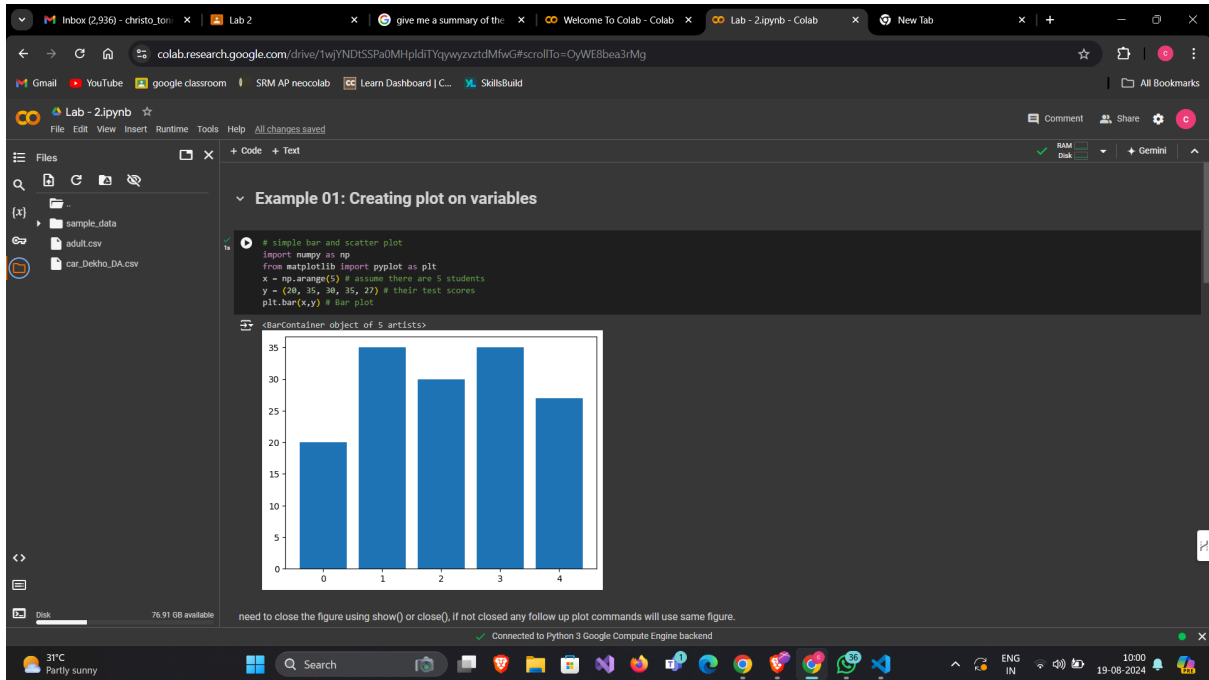 Inbox (2,936) - christo_toni
Lab 2
give me a summary of the
Welcome To Colab - Colab
Lab - 2.ipynb - Colab
New Tab
colab.research.google.com/drive/1wjYNDtSSPa0MHpldiTYqywyzvztdMfwG#scrollTo=OyWE8bea3rMg
Gmail YouTube google classroom SRM AP neocolab Learn Dashboard | C... SkillsBuild
All Bookmarks
Lab - 2.ipynb
Comment Share
File Edit View Insert Runtime Tools Help All changes saved
Files
+ Code + Text
RAM
Disk
Gemini
..
sample_data
adult.csv
car_Dekho_DA.csv
Example 01: Creating plot on variables
1s
# simple bar and scatter plot
import numpy as np
from matplotlib import pyplot as plt
x = np.arange(5) # assume there are 5 students
y = (20, 35, 30, 35, 27) # their test scores
plt.bar(x,y) # Bar plot
<BarContainer object of 5 artists>
35
30
25
20
15
10
5
0
0 1 2 3 4
Disk 76.91 GB available
need to close the figure using show() or close(), if not closed any follow up plot commands will use same figure.
Connected to Python 3 Google Compute Engine backend
31°C
Partly sunny
Search
1
36
ENG
IN
10:00
19-08-2024
PRE